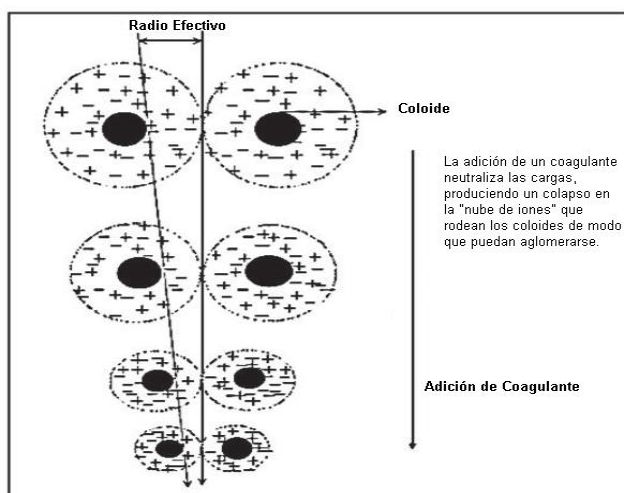 Radio Efectivo
Coloide
La adición de un coagulante
neutraliza las cargas,
produciendo un colapso en
la "nube de iones" que
rodean los coloides de modo
que puedan aglomerarse.
Adición de Coagulante